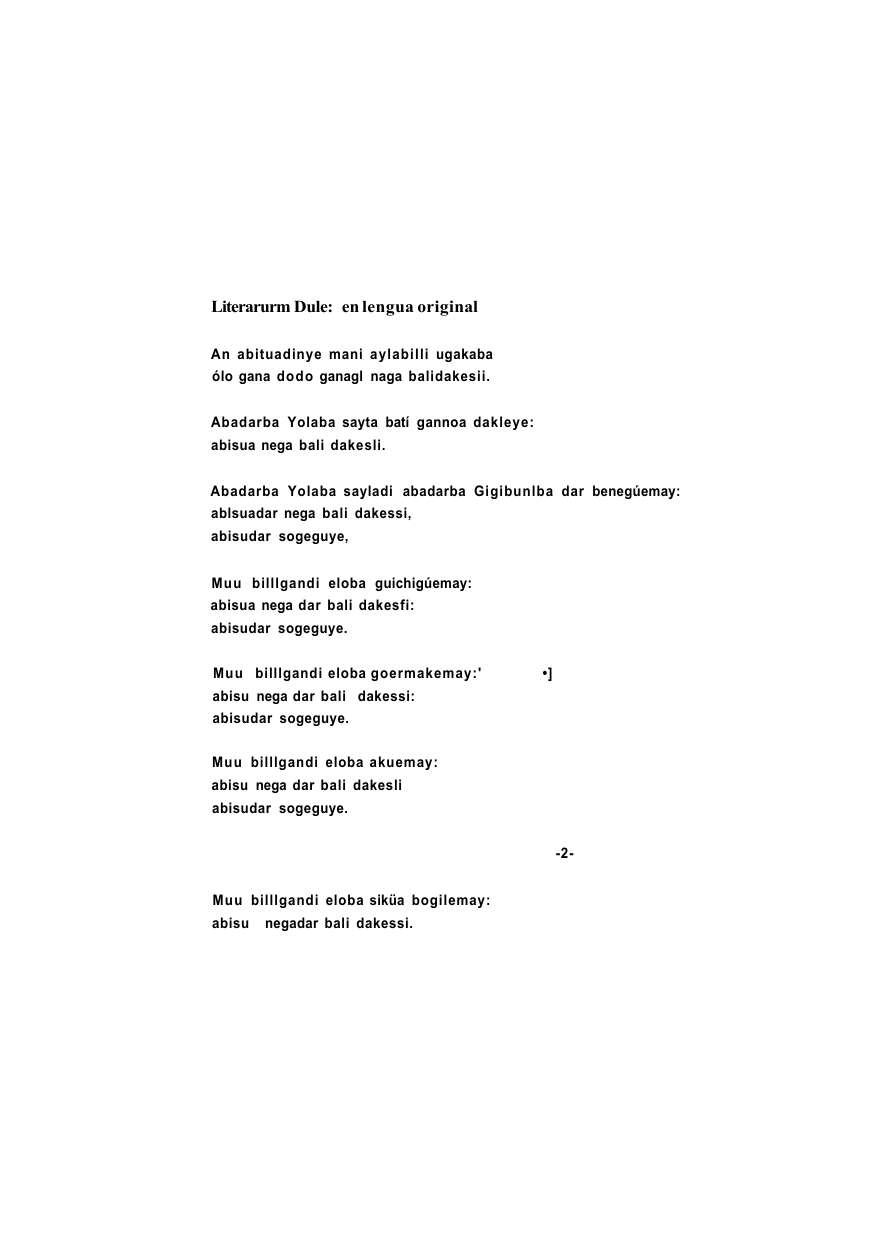 Literarurm Dule: en lengua original
An abituadinye mani aylabilli ugakaba
ólo gana dodo ganagl naga balidakesii.
Abadarba Yolaba sayta batí gannoa dakleye:
abisua nega bali dakesli.
Abadarba Yolaba sayladi abadarba Gigibunlba dar benegúemay:
ablsuadar nega bali dakessi,
abisudar sogeguye,
Muu billlgandi eloba guichigúemay:
abisua nega dar bali dakesfi:
abisudar sogeguye.
Muu billlgandi eloba goermakemay:' •]
abisu nega dar bali dakessi:
abisudar sogeguye.
Muu billlgandi eloba akuemay:
abisu nega dar bali dakesli
abisudar sogeguye.
-2-
Muu billlgandi eloba siküa bogilemay:
abisu negadar bali dakessi.